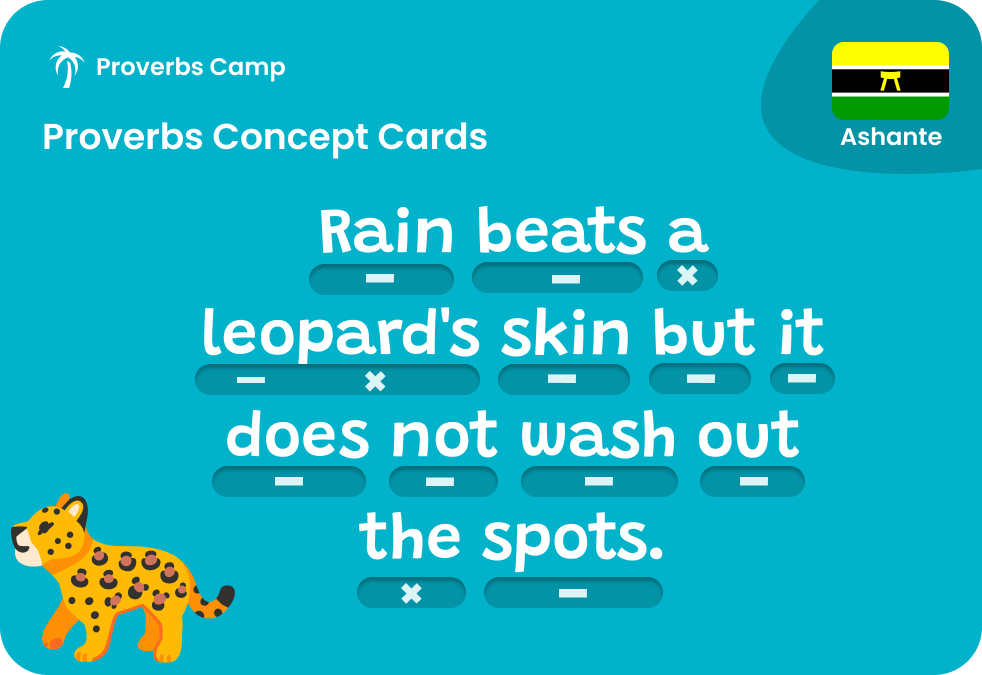 Proverbs Camp
Proverbs Concept Cards
Ashante
Rain beats a
leopard's skin but it
does not wash out
the spots.